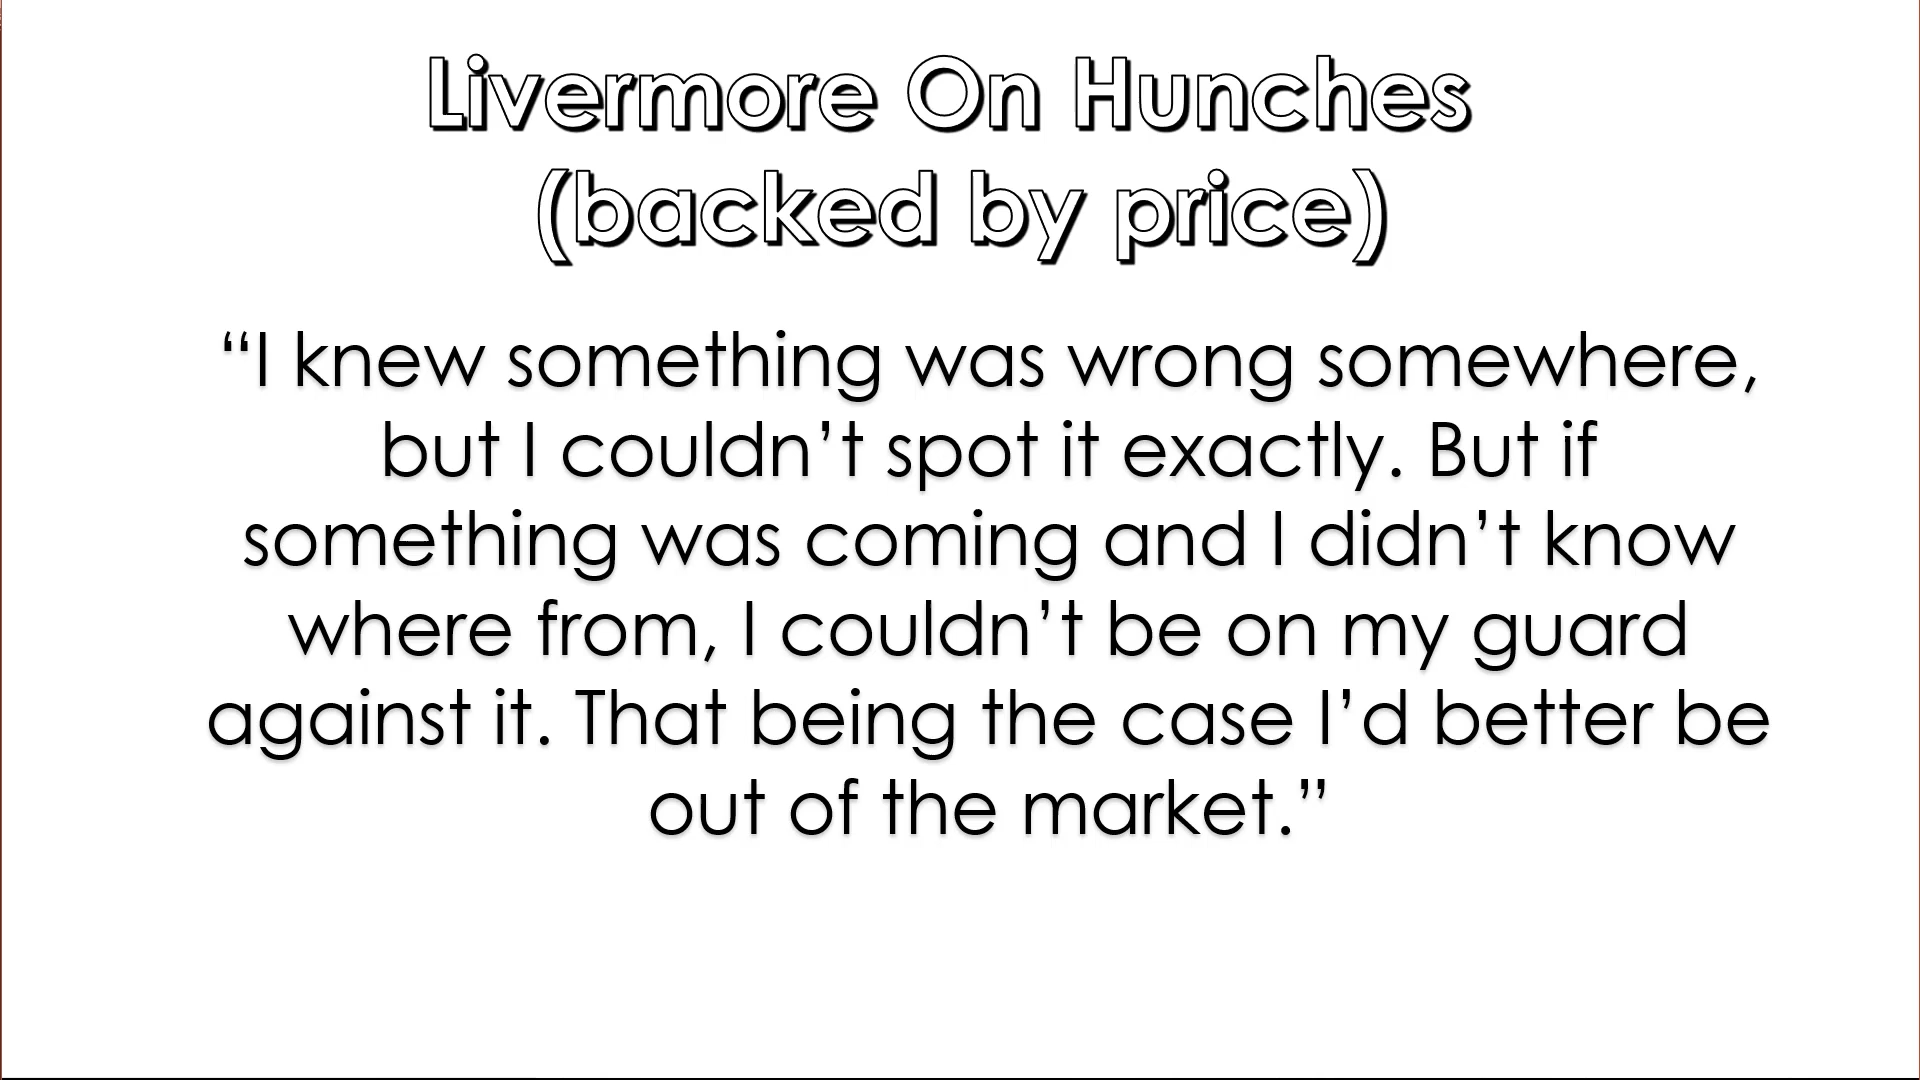 Livermore On Hunches
(backed by price)
“I knew something was wrong somewhere,
but I couldn’t spot it exactly. But if
something was coming and I didn’t know
where from, I couldn’t be on my guard
against it. That being the case I’d better be
out of the market.”